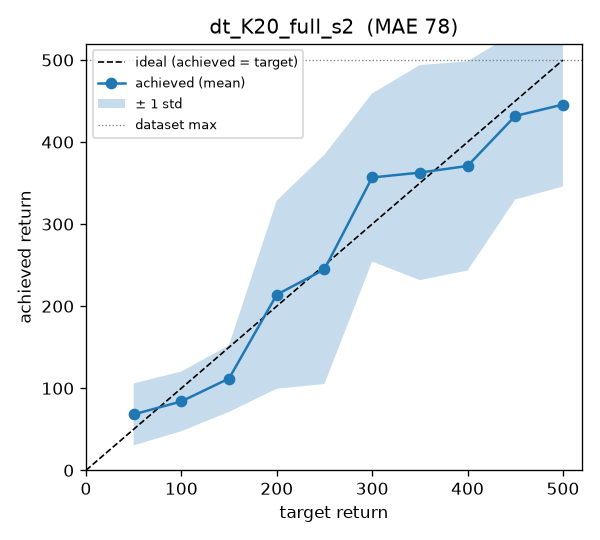 dt_K20_full_s2  (MAE 78)
ideal (achieved = target)
achieved (mean)
± 1 std
dataset max
500
400
300
200
100
0
achieved return
0 100 200 300 400 500
target return